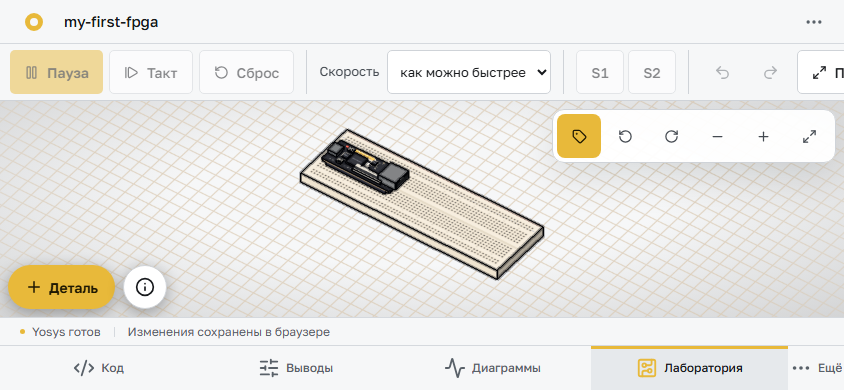 my-first-fpga
Пауза
Такт
Сброс
Скорость
как можно быстрее
S1
S2
П
Деталь
Yosys готов
Изменения сохранены в браузере
Код
Выводы
Диаграммы
Лаборатория
Ещё